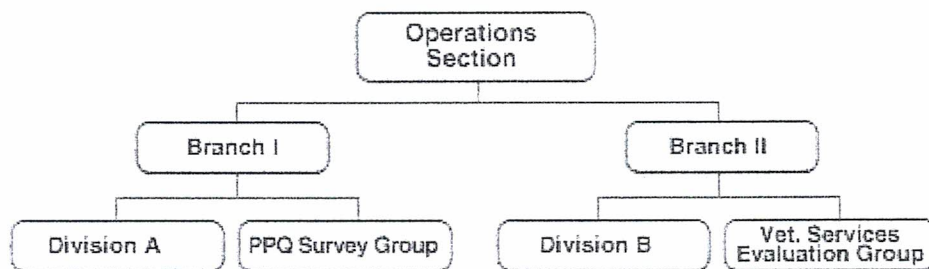 Operations
Section
Branch I
Branch II
Division A
PPQ Survey Group
Division B
Vet. Services
Evaluation Group